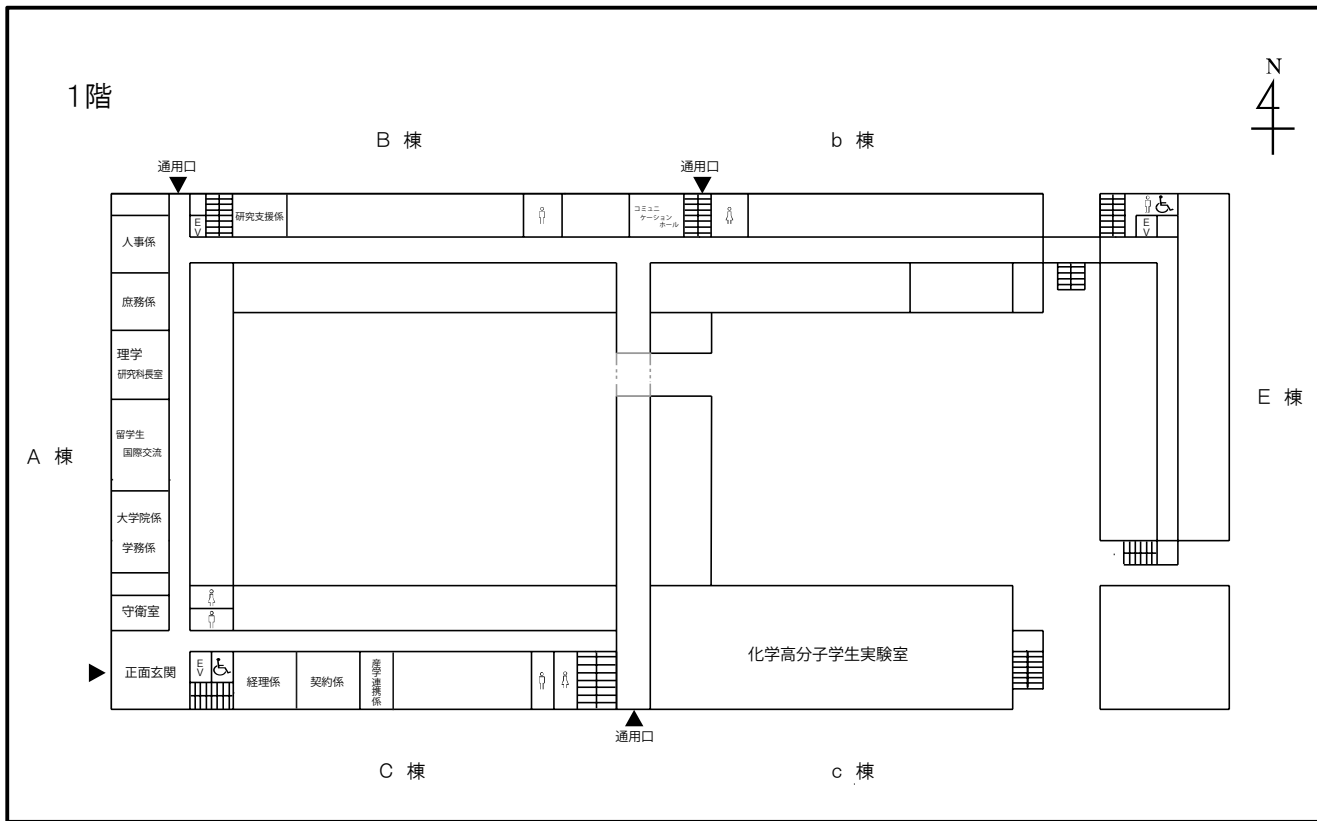 1階
N
B 棟
b 棟
通用口
通用口
EV
研究支援係
コミュニ
ケーション
ホール
EV
人事係
庶務係
理学
研究科長室
留学生
国際交流
A 棟
E 棟
大学院係
学務係
守衛室
正面玄関
EV
経理係
契約係
産学連携係
化学高分子学生実験室
通用口
C 棟
c 棟